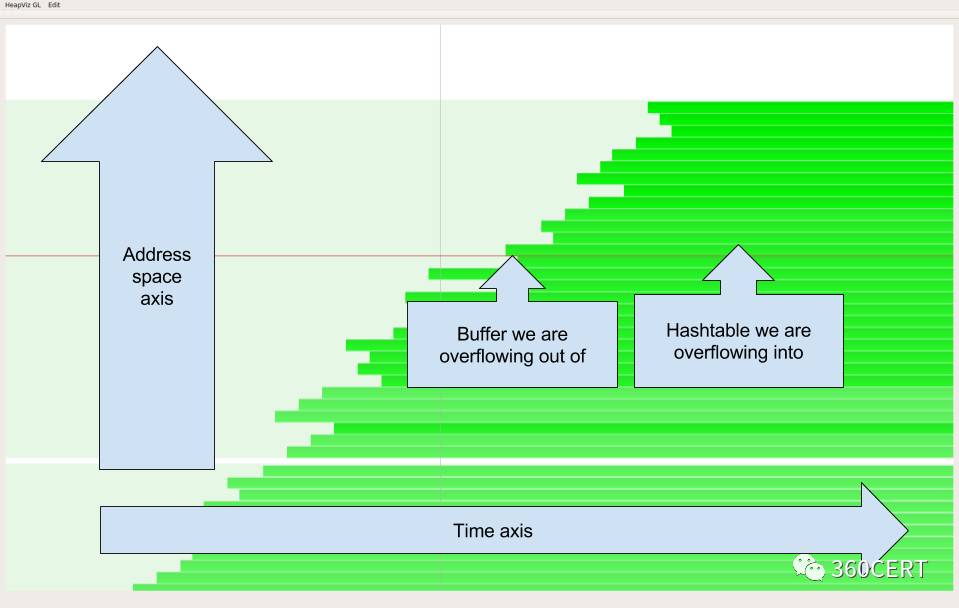 HeapViz GL Edit
Address
space
axis
Buffer we are
overflowing out of
Hashtable we are
overflowing into
Time axis
360CERT